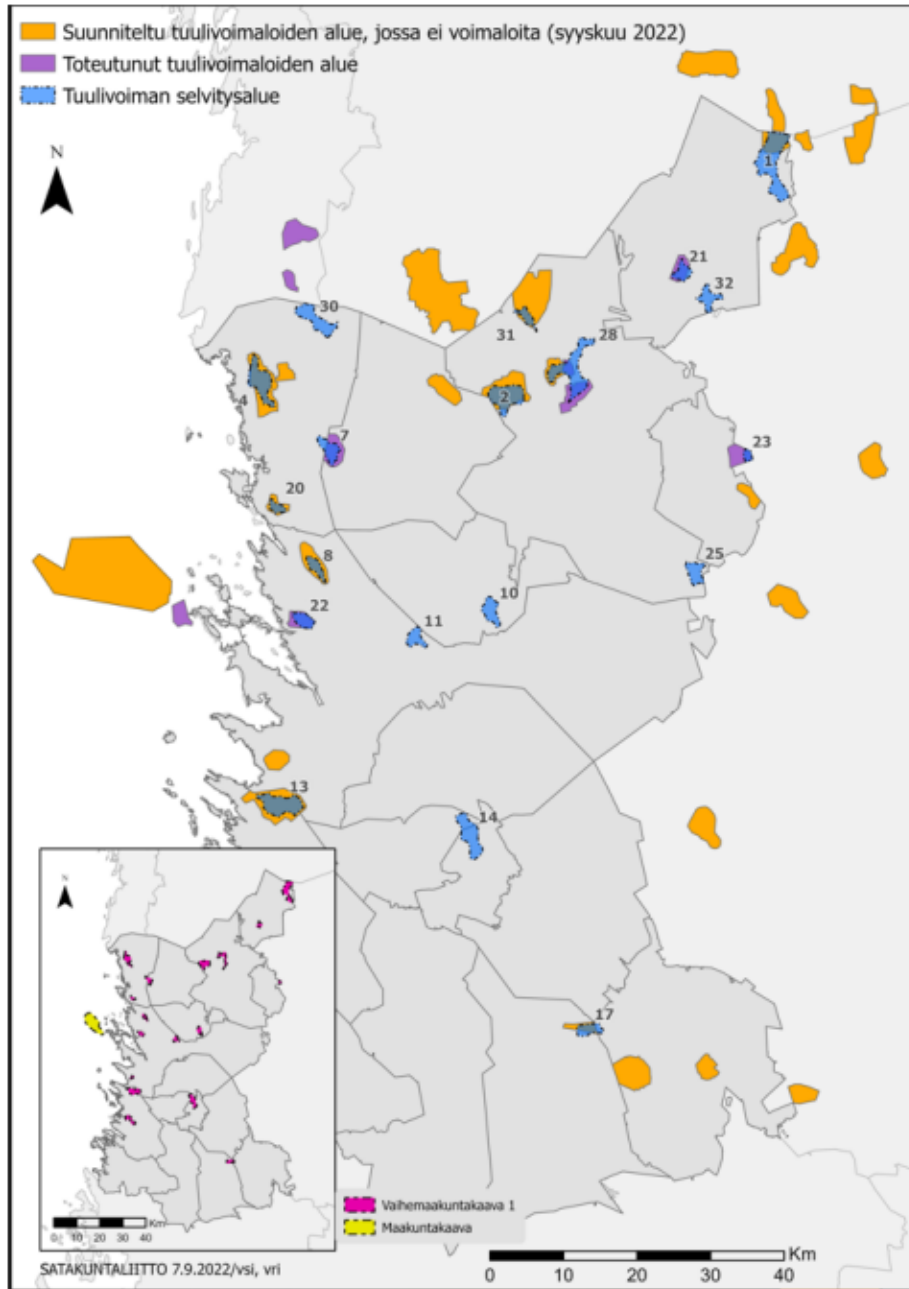 Suunniteltu tuulivoimaloiden alue, jossa ei voimaloita (syyskuu 2022)
Toteutunut tuulivoimaloiden alue
Tuulivoiman selvitysalue
N
1
21
32
30
31
28
4
2
7
23
20
8
25
10
22
11
13
14
17
N
Vaihemaakuntakaava 1
Maakuntakaava
0 10 20 30 40 Km
SATAKUNTALIITTO 7.9.2022/vsi, vri
Km
0 10 20 40